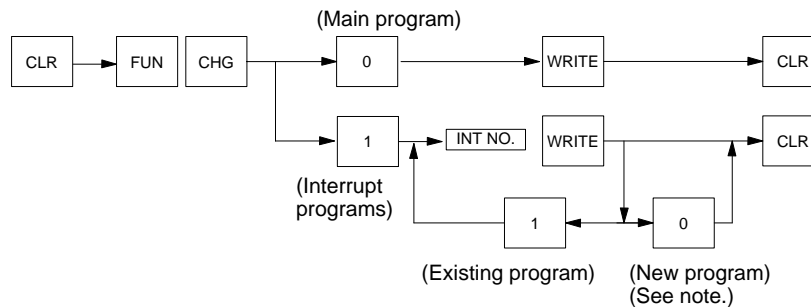 (Main program)
CLR
FUN
CHG
0
WRITE
CLR
1
INT NO.
WRITE
CLR
(Interrupt
programs)
1
0
(Existing program)
(New program)
(See note.)